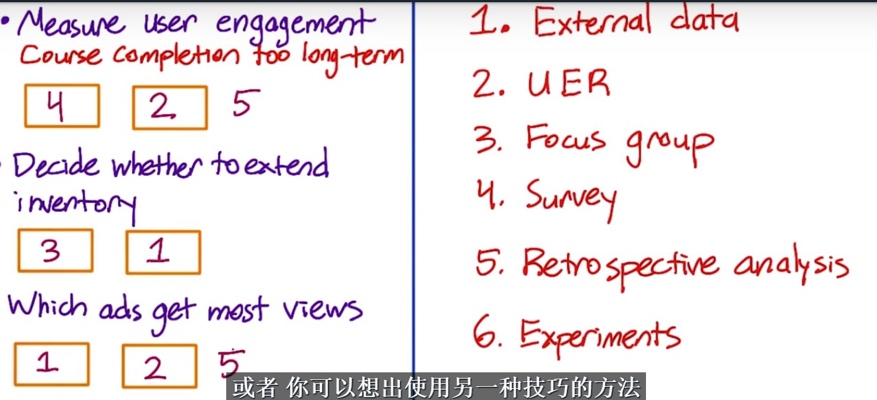 • Measure user engagement
Course completion too long-term
4 2 5
• Decide whether to extend
inventory
3 1
Which ads get most views
1 2 5
1. External data
2. UER
3. Focus group
4. Survey
5. Retrospective analysis
6. Experiments
或者 你可以想出使用另一种技巧的方法